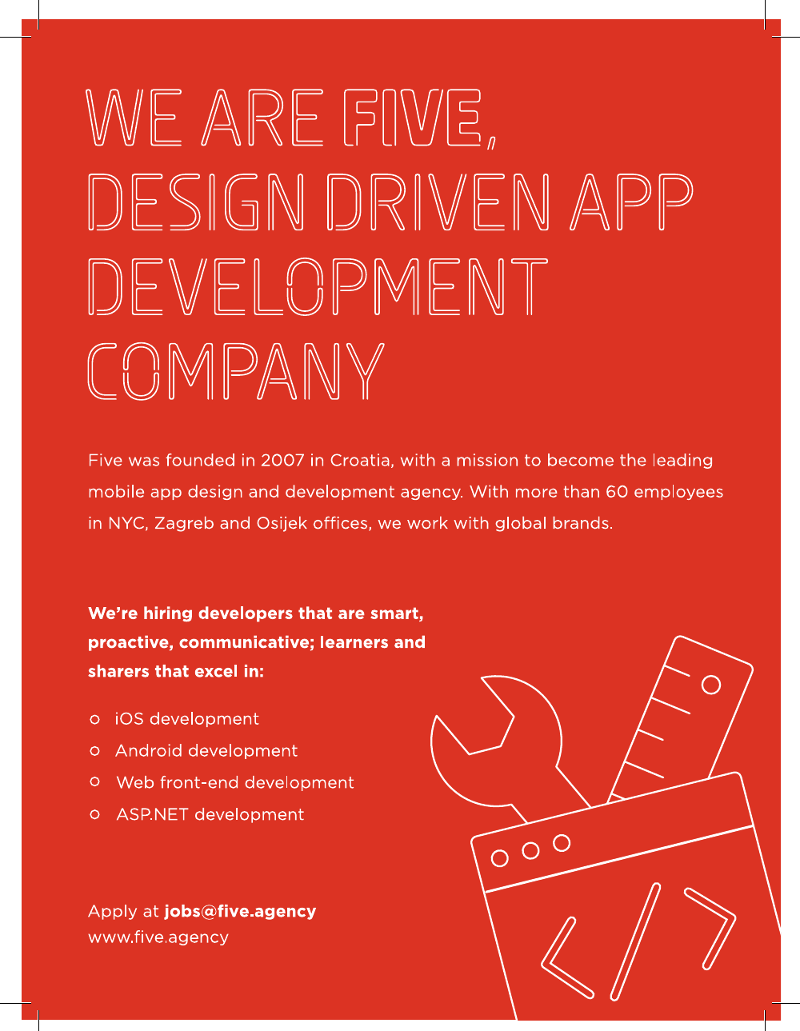 WE ARE FIVE,
DESIGN DRIVEN APP
DEVELOPMENT
COMPANY
Five was founded in 2007 in Croatia, with a mission to become the leading
mobile app design and development agency. With more than 60 employees
in NYC, Zagreb and Osijek offices, we work with global brands.
We’re hiring developers that are smart,
proactive, communicative; learners and
sharers that excel in:
iOS development
Android development
Web front-end development
ASP.NET development
Apply at jobs@five.agency
www.five.agency